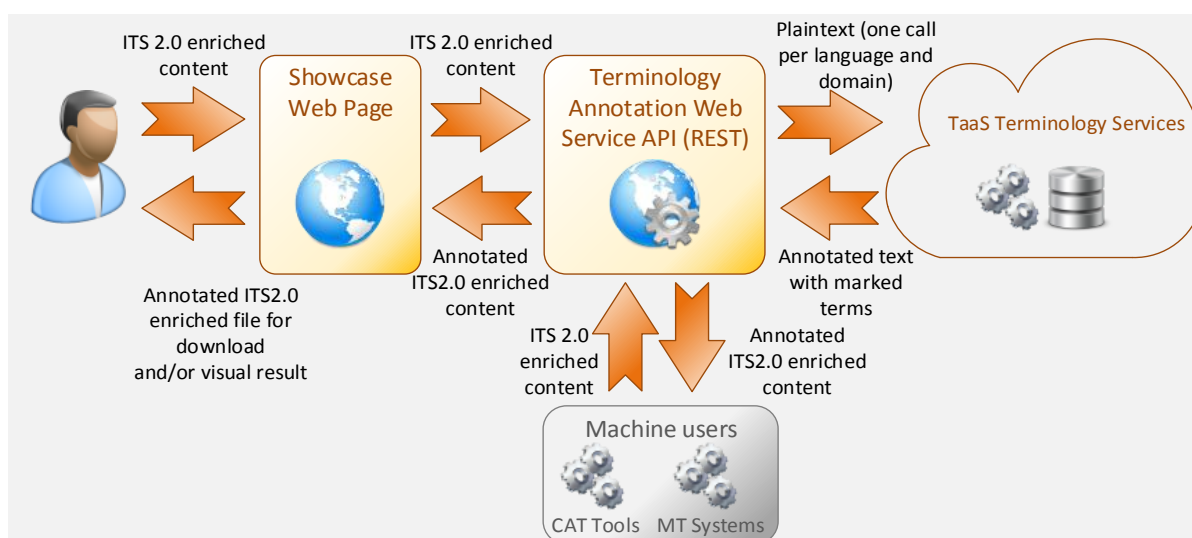 ITS 2.0 enriched
content
Showcase
Web Page
ITS 2.0 enriched
content
Terminology
Annotation Web
Service API (REST)
Plaintext (one call
per language and
domain)
TaaS Terminology Services
Annotated ITS2.0
enriched file for
download
and/or visual result
Annotated
ITS2.0 enriched
content
Annotated text
with marked
terms
ITS 2.0
enriched
content
Annotated
ITS2.0 enriched
content
Machine users
CAT Tools
MT Systems